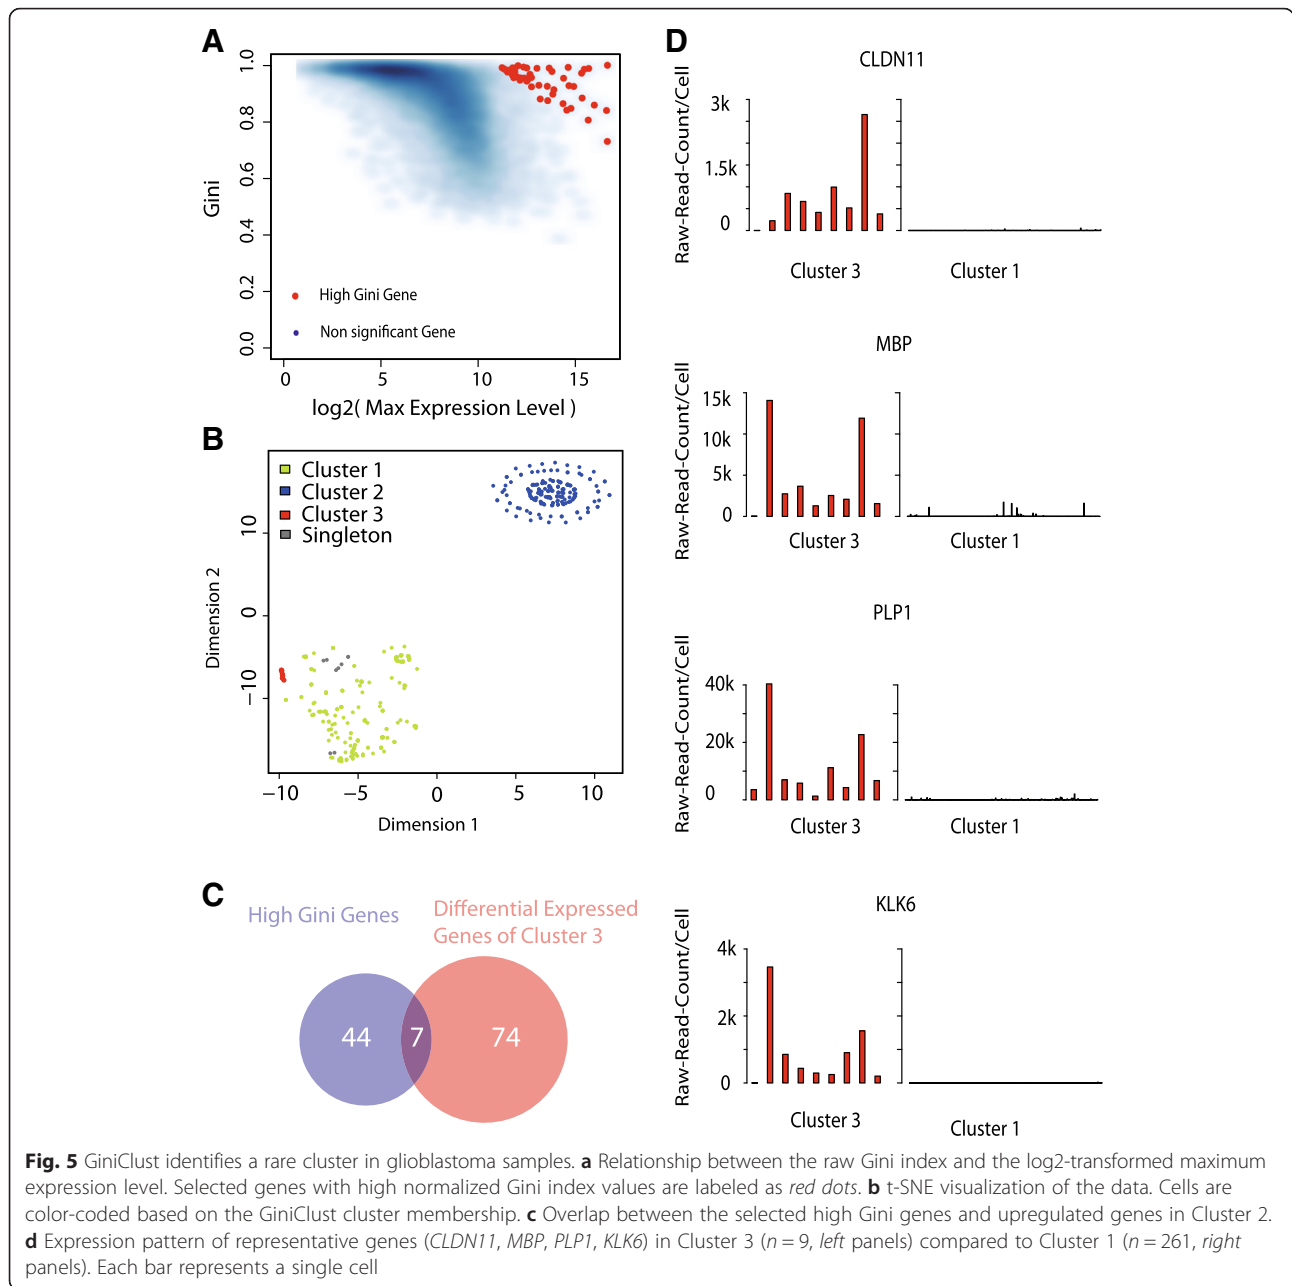 A
1.0
0.8
0.6
0.4
0.2
0.0
Gini
High Gini Gene
Non significant Gene
0 5 10 15
log2( Max Expression Level )
B
Cluster 1
Cluster 2
Cluster 3
Singleton
10
0
−10
Dimension 2
−10 −5 0 5 10
Dimension 1
C
High Gini Genes
Differential Expressed
Genes of Cluster 3
44 7 74
D
CLDN11
Raw-Read-Count/Cell
3k
1.5k
0
Cluster 3 Cluster 1
MBP
Raw-Read-Count/Cell
15k
10k
5k
0
Cluster 3 Cluster 1
PLP1
Raw-Read-Count/Cell
40k
20k
0
Cluster 3 Cluster 1
KLK6
Raw-Read-Count/Cell
4k
2k
0
Cluster 3 Cluster 1
Fig. 5 GiniClust identifies a rare cluster in glioblastoma samples. a Relationship between the raw Gini index and the log2-transformed maximum
expression level. Selected genes with high normalized Gini index values are labeled as red dots. b t-SNE visualization of the data. Cells are
color-coded based on the GiniClust cluster membership. c Overlap between the selected high Gini genes and upregulated genes in Cluster 2.
d Expression pattern of representative genes (CLDN11, MBP, PLP1, KLK6) in Cluster 3 (n = 9, left panels) compared to Cluster 1 (n = 261, right
panels). Each bar represents a single cell